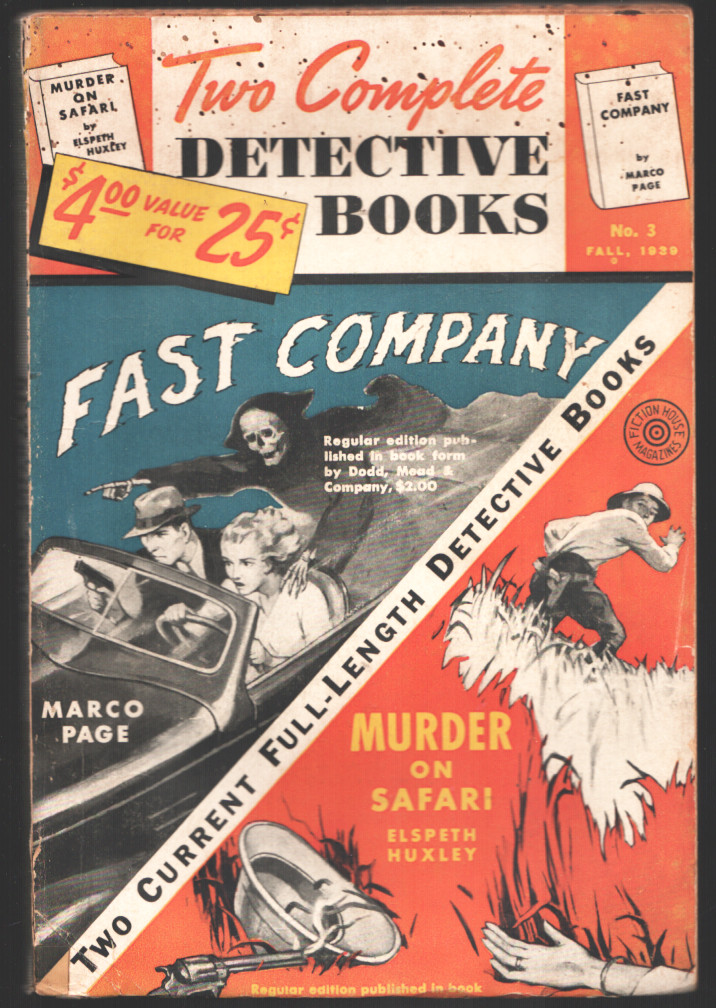 MURDER
ON
SAFARI
by
ELSPETH
HUXLEY
Two Complete
DETECTIVE
BOOKS
$4.00 VALUE
FOR 25¢
FAST
COMPANY
by
MARCO
PAGE
No. 3
FALL, 1939
FAST COMPANY
Regular edition pub-
lished in book form
by Dodd, Mead &
Company, $2.00
FICTION HOUSE
MAGAZINES
TWO CURRENT FULL-LENGTH DETECTIVE BOOKS
MARCO
PAGE
MURDER
ON
SAFARI
ELSPETH
HUXLEY
Regular edition published in book